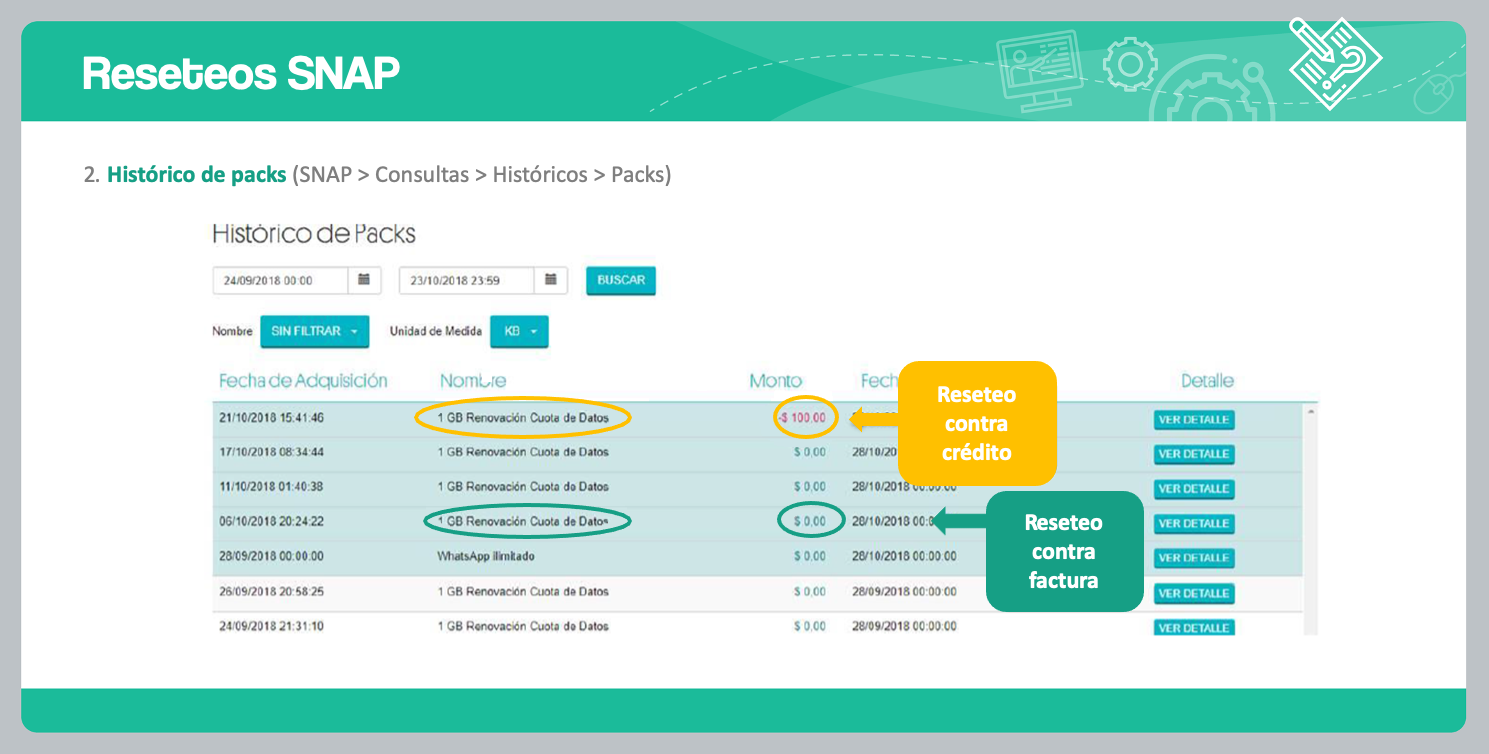 Reseteos SNAP
2. Histórico de packs (SNAP > Consultas > Históricos > Packs)
Histórico de Packs
24/09/2018 00:00 23/10/2018 23:59 BUSCAR
Nombre SIN FILTRAR Unidad de Medida KB
Fecha de Adquisición Nombre Monto Fech Detalle
21/10/2018 15:41:46 1 GB Renovación Cuota de Datos -$ 100,00 VER DETALLE
17/10/2018 08:34:44 1 GB Renovación Cuota de Datos $ 0,00 28/10/20 VER DETALLE
11/10/2018 01:40:38 1 GB Renovación Cuota de Datos $ 0,00 28/10/2018 00:00:00 VER DETALLE
06/10/2018 20:24:22 1 GB Renovación Cuota de Datos $ 0,00 28/10/2018 00: VER DETALLE
28/09/2018 00:00:00 WhatsApp ilimitado $ 0,00 28/10/2018 00:00:00 VER DETALLE
26/09/2018 20:58:25 1 GB Renovación Cuota de Datos $ 0,00 28/09/2018 00:00:00 VER DETALLE
24/09/2018 21:31:10 1 GB Renovación Cuota de Datos $ 0,00 28/09/2018 00:00:00 VER DETALLE
Reseteo
contra
crédito
Reseteo
contra
factura